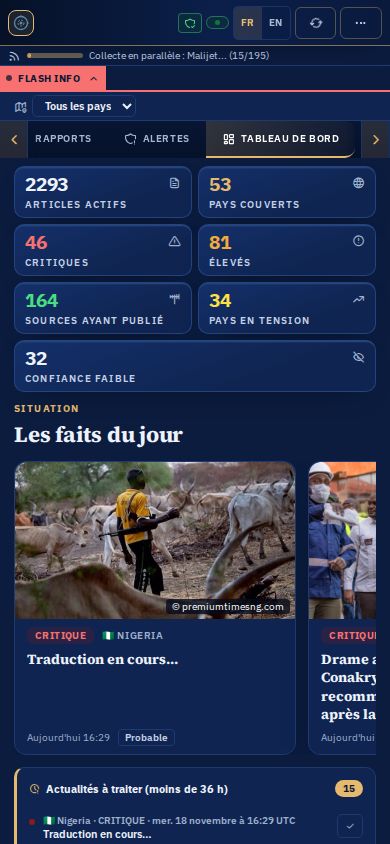 FR
EN
Collecte en parallèle : Malijet... (15/195)
FLASH INFO
Tous les pays
RAPPORTS
ALERTES
TABLEAU DE BORD
2293
ARTICLES ACTIFS
53
PAYS COUVERTS
46
CRITIQUES
81
ÉLEVÉS
164
SOURCES AYANT PUBLIÉ
34
PAYS EN TENSION
32
CONFIANCE FAIBLE
SITUATION
Les faits du jour
© premiumtimesng.com
CRITIQUE
NIGERIA
Traduction en cours...
Aujourd'hui 16:29
Probable
CRITIQU
Drame a
Conakry
recomm
après la
Aujourd'hui
Actualités à traiter (moins de 36 h)
15
Nigeria · CRITIQUE · mer. 18 novembre à 16:29 UTC
Traduction en cours...